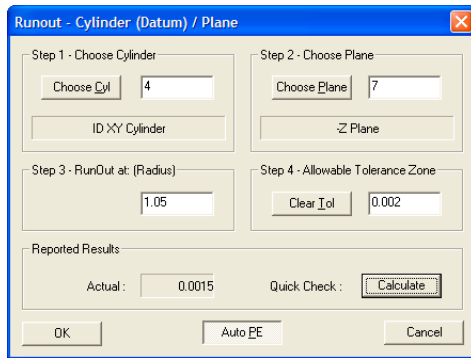 Runout - Cylinder (Datum) / Plane
Step 1 - Choose Cylinder
Choose Cyl 4
ID XY Cylinder
Step 2 - Choose Plane
Choose Plane 7
-Z Plane
Step 3 - RunOut at: (Radius)
1.05
Step 4 - Allowable Tolerance Zone
Clear Tol 0.002
Reported Results
Actual : 0.0015 Quick Check : Calculate
OK Auto PE Cancel